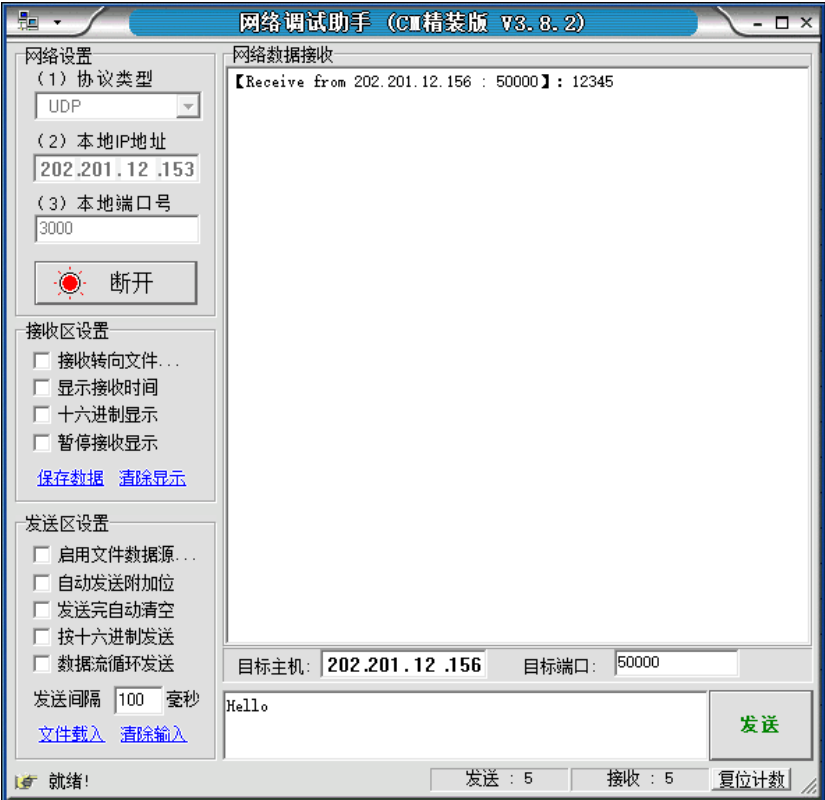 网络调试助手 (CM精装版 V3.8.2)
网络设置
(1) 协议类型
UDP
(2) 本地IP地址
202.201.12.153
(3) 本地端口号
3000
断开
接收区设置
接收转向文件...
显示接收时间
十六进制显示
暂停接收显示
保存数据 清除显示
发送区设置
启用文件数据源...
自动发送附加位
发送完自动清空
按十六进制发送
数据流循环发送
发送间隔 100 毫秒
文件载入 清除输入
网络数据接收
【Receive from 202.201.12.156 : 50000】: 12345
目标主机: 202.201.12.156 目标端口: 50000
Hello
发送
就绪! 发送 : 5 接收 : 5 复位计数